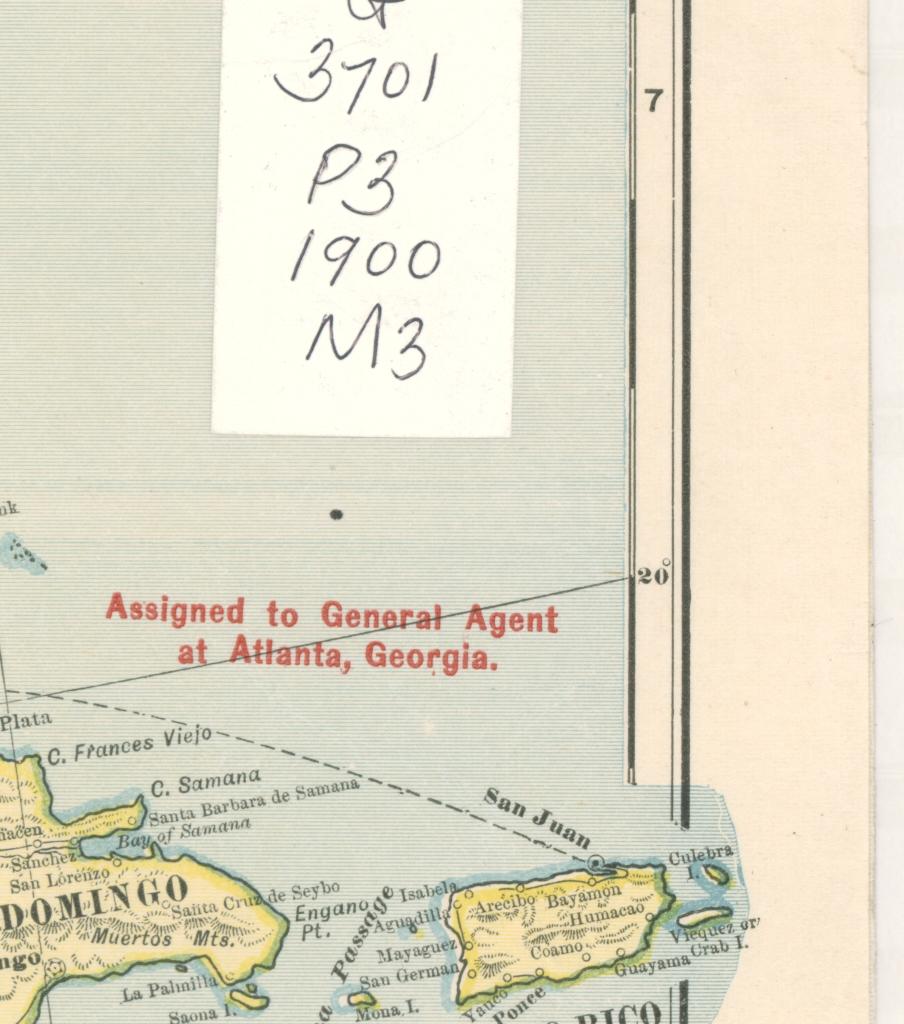 3701
P3
1900
M3
7
20°
Assigned to General Agent
at Atlanta, Georgia.
Plata
C. Frances Viejo
C. Samana
Santa Barbara de Samana
Bay of Samana
Sanchez
San Lorenzo
DOMINGO
Santa Cruz de Seybo
Engano
Pt.
Muertos Mts.
La Palmilla
Saona I.
Passage
Mona I.
San Juan
Culebra
I.
Isabela
Arecibo
Bayamon
Aguadilla
Humacao
Mayaguez
Coamo
Viequez or
Crab I.
San German
Guayama
Yauco
Ponce
RICO